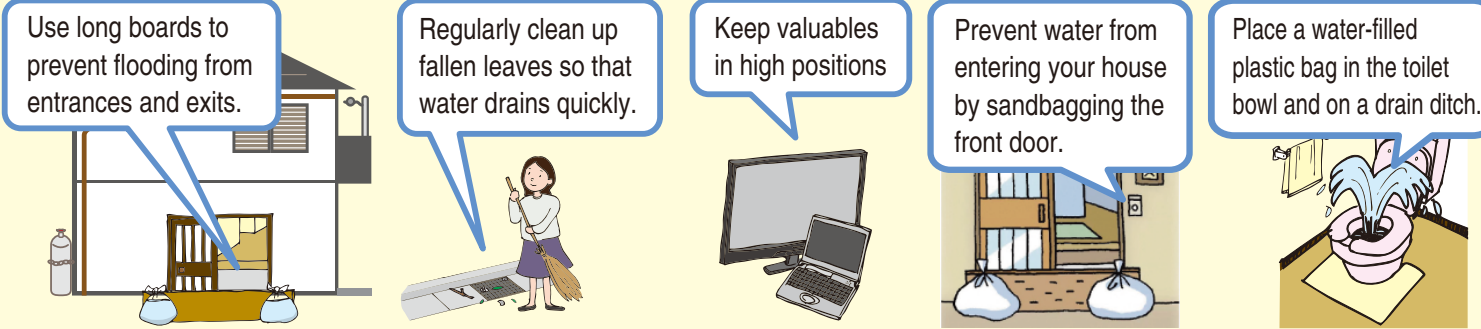 Use long boards to
prevent flooding from
entrances and exits.
Regularly clean up
fallen leaves so that
water drains quickly.
Keep valuables
in high positions
Prevent water from
entering your house
by sandbagging the
front door.
Place a water-filled
plastic bag in the toilet
bowl and on a drain ditch.